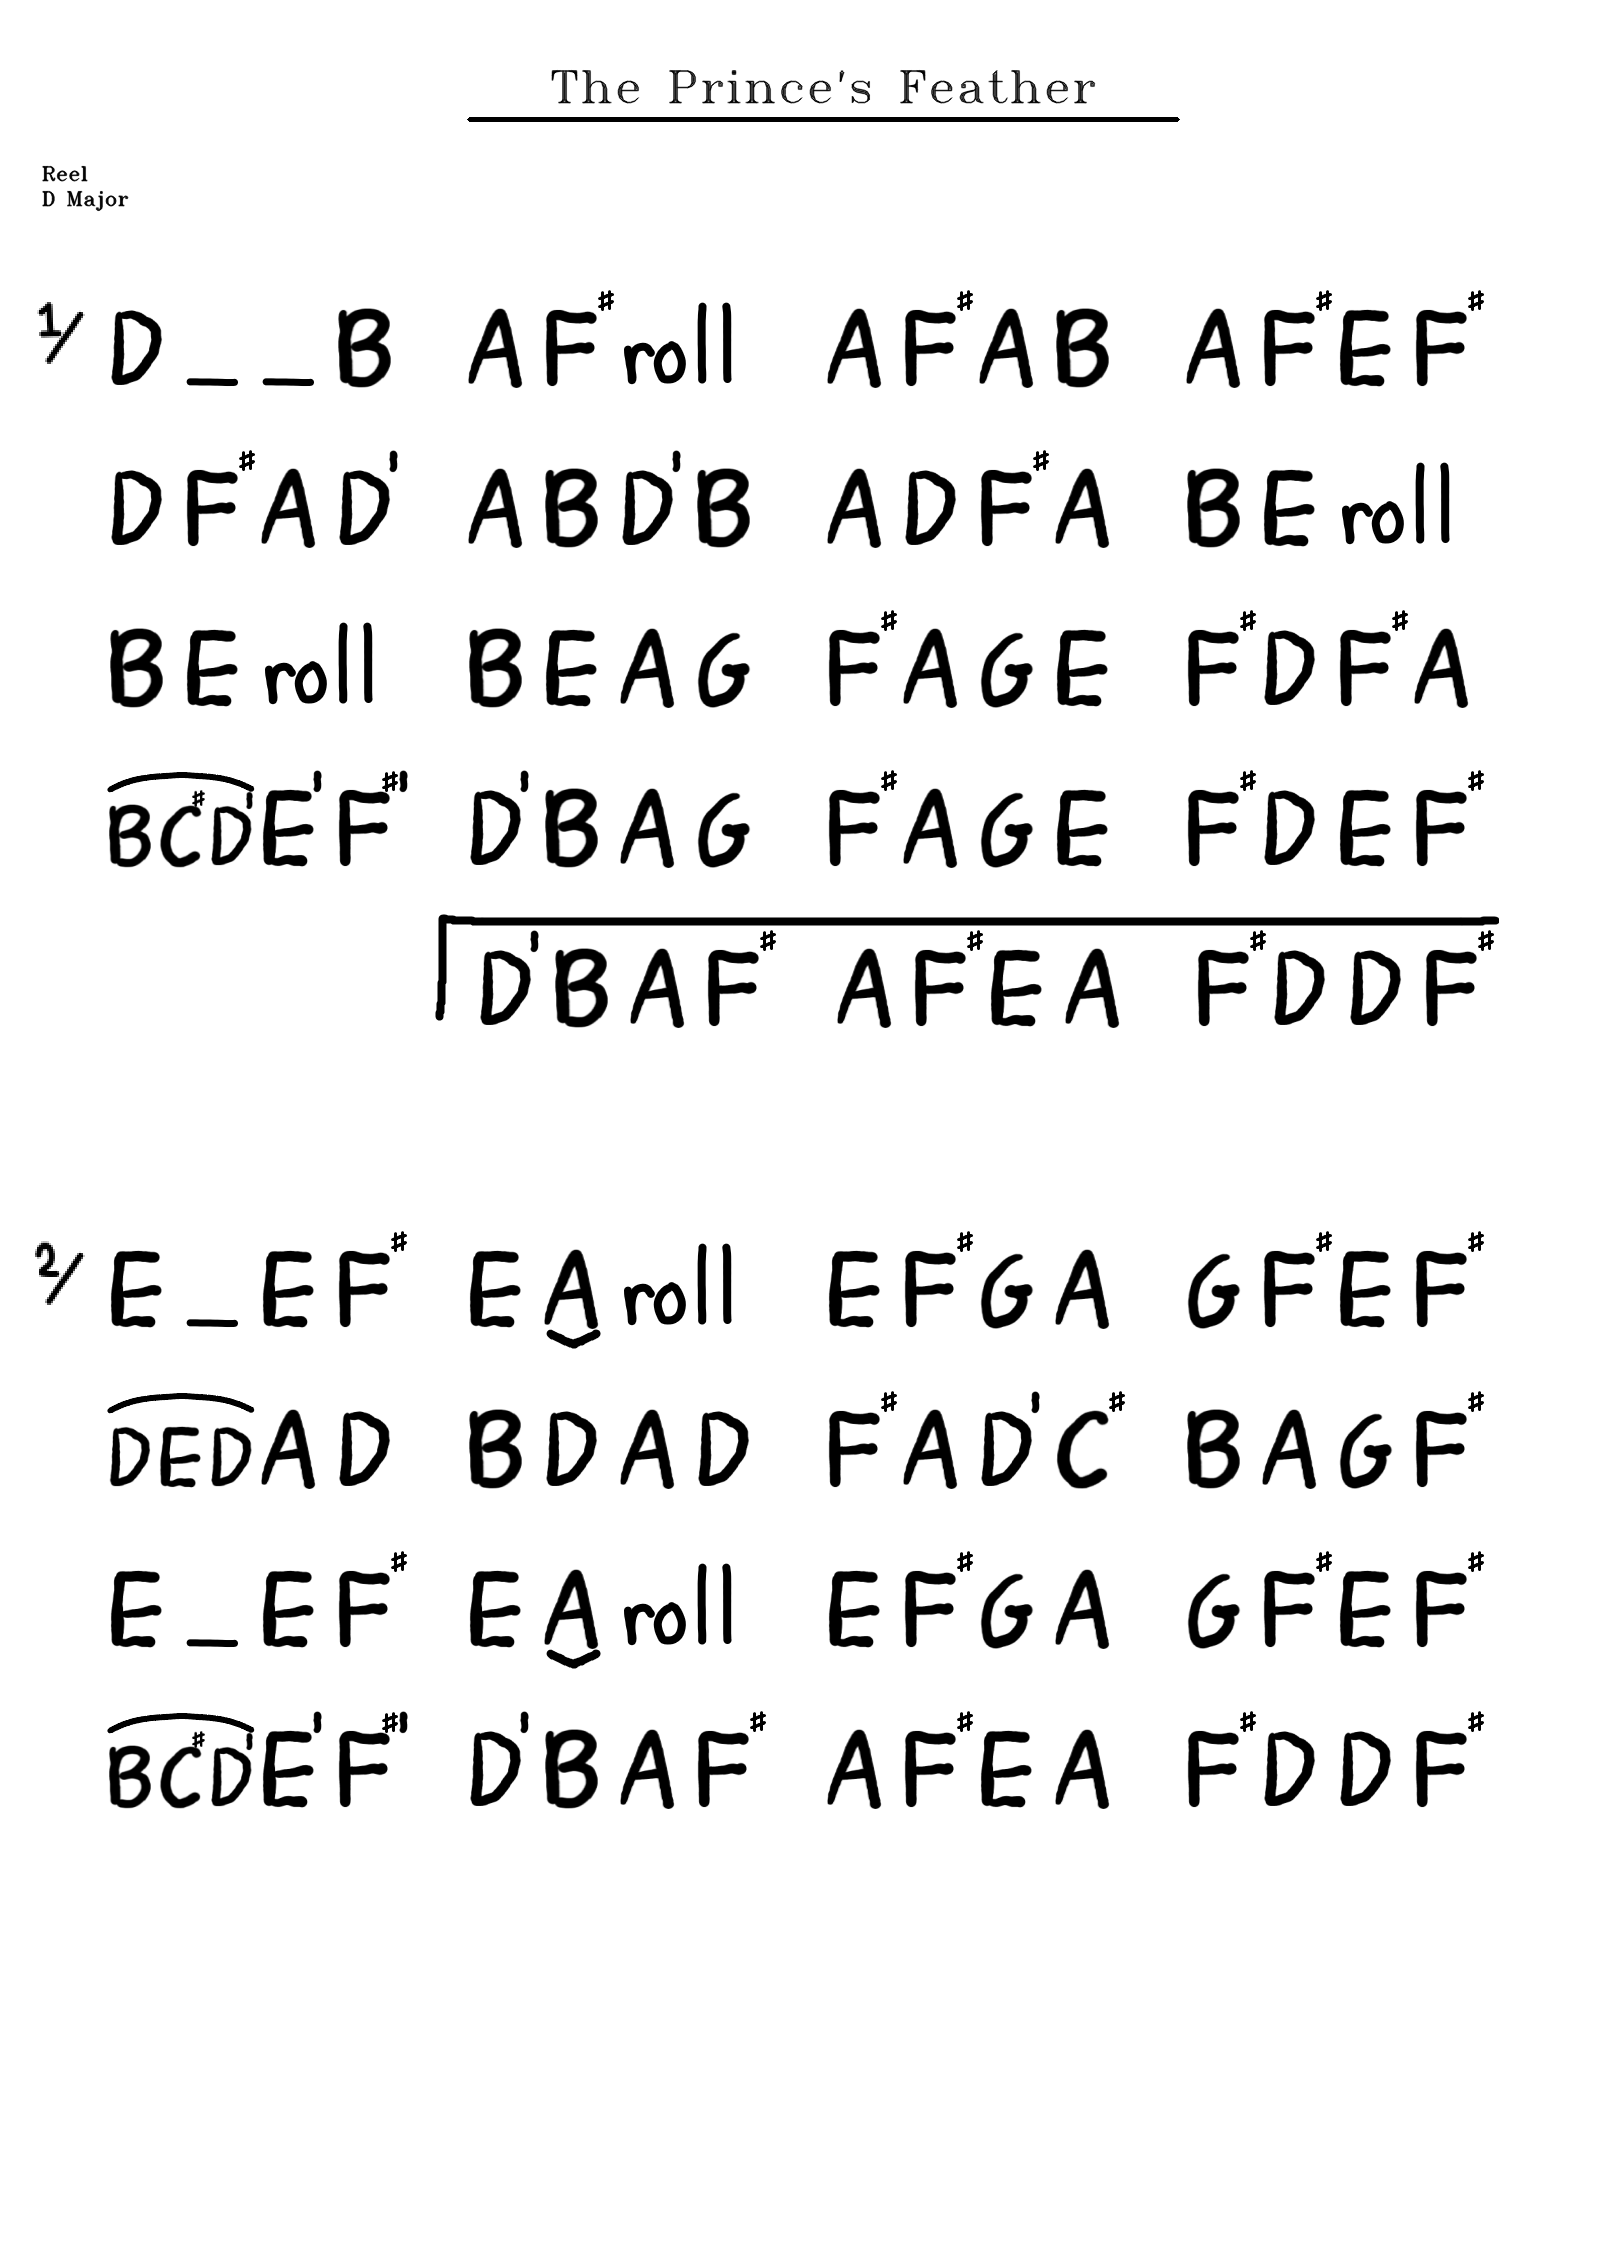 The Prince's Feather
Reel
D Major
1/ D _ _ B AF♯ roll AF♯AB AF♯EF♯
DF♯AD' ABD'B ADF♯A BE roll
BE roll BEAG F♯AGE F♯DF♯A
BC♯D'E'F♯' D'BAG F♯AGE F♯DEF♯
D'BAF♯ AF♯EA F♯DDF♯
2/ E _ EF♯ EA roll EF♯GA GF♯EF♯
DEDAD BDAD F♯AD'C♯ BAGF♯
E _ EF♯ EA roll EF♯GA GF♯EF♯
BC♯D'E'F♯' D'BAF♯ AF♯EA F♯DDF♯